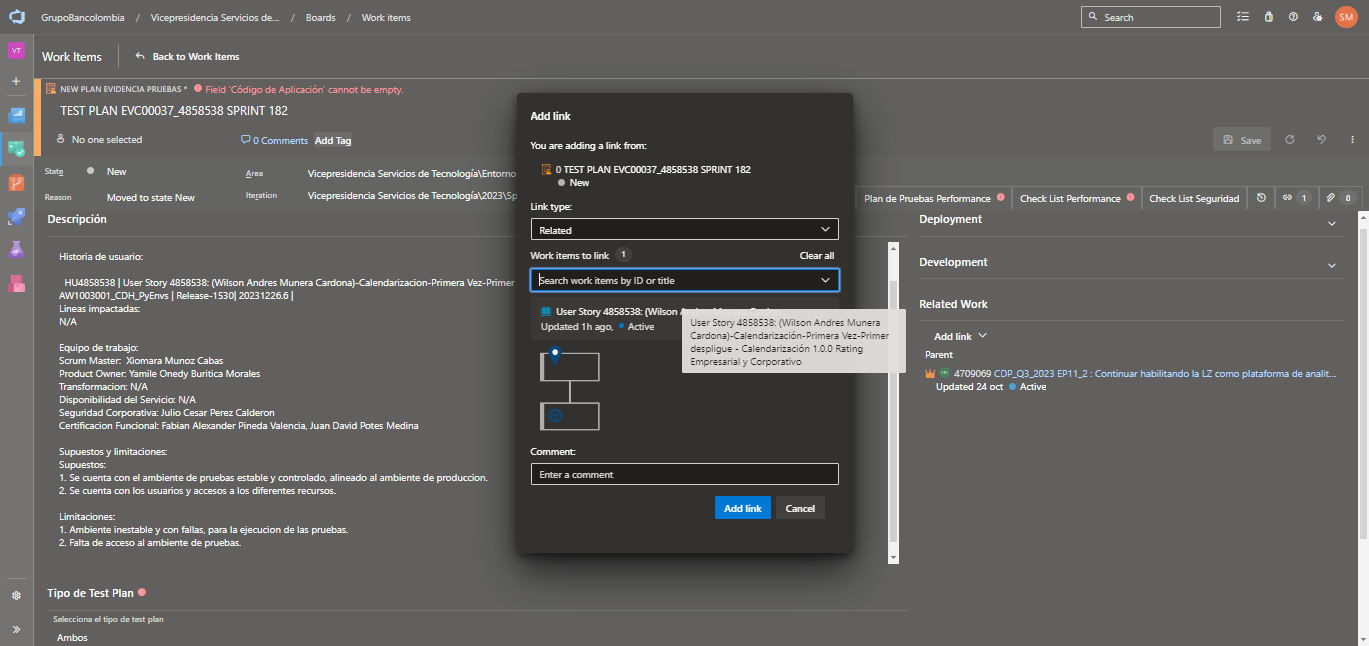 GrupoBancolombia / Vicepresidencia Servicios de... / Boards / Work items
Search
SM
VT
Work Items
Back to Work Items
NEW PLAN EVIDENCIA PRUEBAS *
Field 'Código de Aplicación' cannot be empty.
TEST PLAN EVC00037_4858538 SPRINT 182
No one selected
0 Comments
Add Tag
Save
State
New
Area
Vicepresidencia Servicios de Tecnología\Entorno
Reason
Moved to state New
Iteration
Vicepresidencia Servicios de Tecnología\2023\Sp
Plan de Pruebas Performance
Check List Performance
Check List Seguridad
1
0
Descripción
Historia de usuario:
HU4858538 | User Story 4858538: (Wilson Andres Munera Cardona)-Calendarizacion-Primera Vez-Primer
AW1003001_CDH_PyEnvs | Release-1530| 20231226.6 |
Lineas impactadas:
N/A
Equipo de trabajo:
Scrum Master: Xiomara Munoz Cabas
Product Owner: Yamile Onedy Buritica Morales
Transformacion: N/A
Disponibilidad del Servicio: N/A
Seguridad Corporativa: Julio Cesar Perez Calderon
Certificacion Funcional: Fabian Alexander Pineda Valencia, Juan David Potes Medina
Supuestos y limitaciones:
Supuestos:
1. Se cuenta con el ambiente de pruebas estable y controlado, alineado al ambiente de produccion.
2. Se cuenta con los usuarios y accesos a los diferentes recursos.
Limitaciones:
1. Ambiente inestable y con fallas, para la ejecucion de las pruebas.
2. Falta de acceso al ambiente de pruebas.
Tipo de Test Plan
Selecciona el tipo de test plan
Ambos
Add link
You are adding a link from:
0 TEST PLAN EVC00037_4858538 SPRINT 182
New
Link type:
Related
Work items to link 1
Clear all
Search work items by ID or title
User Story 4858538: (Wilson Andres Munera
Updated 1h ago, Active
User Story 4858538: (Wilson Andres Munera
Cardona)-Calendarización-Primera Vez-Primer
despligue - Calendarización 1.0.0 Rating
Empresarial y Corporativo
Comment:
Enter a comment
Add link
Cancel
Deployment
Development
Related Work
Add link
Parent
4709069 CDP_Q3_2023 EP11_2 : Continuar habilitando la LZ como plataforma de analit...
Updated 24 oct Active